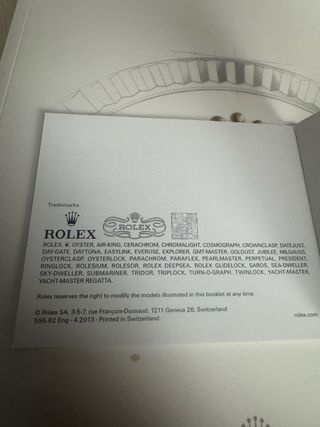 Trademarks:
ROLEX
ROLEX
ROLEX, OYSTER, AIR-KING, CERACHROM, CHROMALIGHT, COSMOGRAPH, CROWNCLASP, DATEJUST,
DAY-DATE, DAYTONA, EASYLINK, EVEROSE, EXPLORER, GMT-MASTER, GOLDUST, JUBILEE, MILGAUSS,
OYSTERCLASP, OYSTERLOCK, PARACHROM, PARAFLEX, PEARLMASTER, PERPETUAL, PRESIDENT,
RINGLOCK, ROLESIUM, ROLESOR, ROLEX DEEPSEA, ROLEX GLIDELOCK, SAROS, SEA-DWELLER,
SKY-DWELLER, SUBMARINER, TRIDOR, TRIPLOCK, TURN-O-GRAPH, TWINLOCK, YACHT-MASTER,
YACHT-MASTER REGATTA.
Rolex reserves the right to modify the models illustrated in this booklet at any time.
© Rolex SA, 3-5-7, rue François-Dussaud, 1211 Geneva 26, Switzerland
595.62 Eng - 4.2013 - Printed in Switzerland
rolex.com